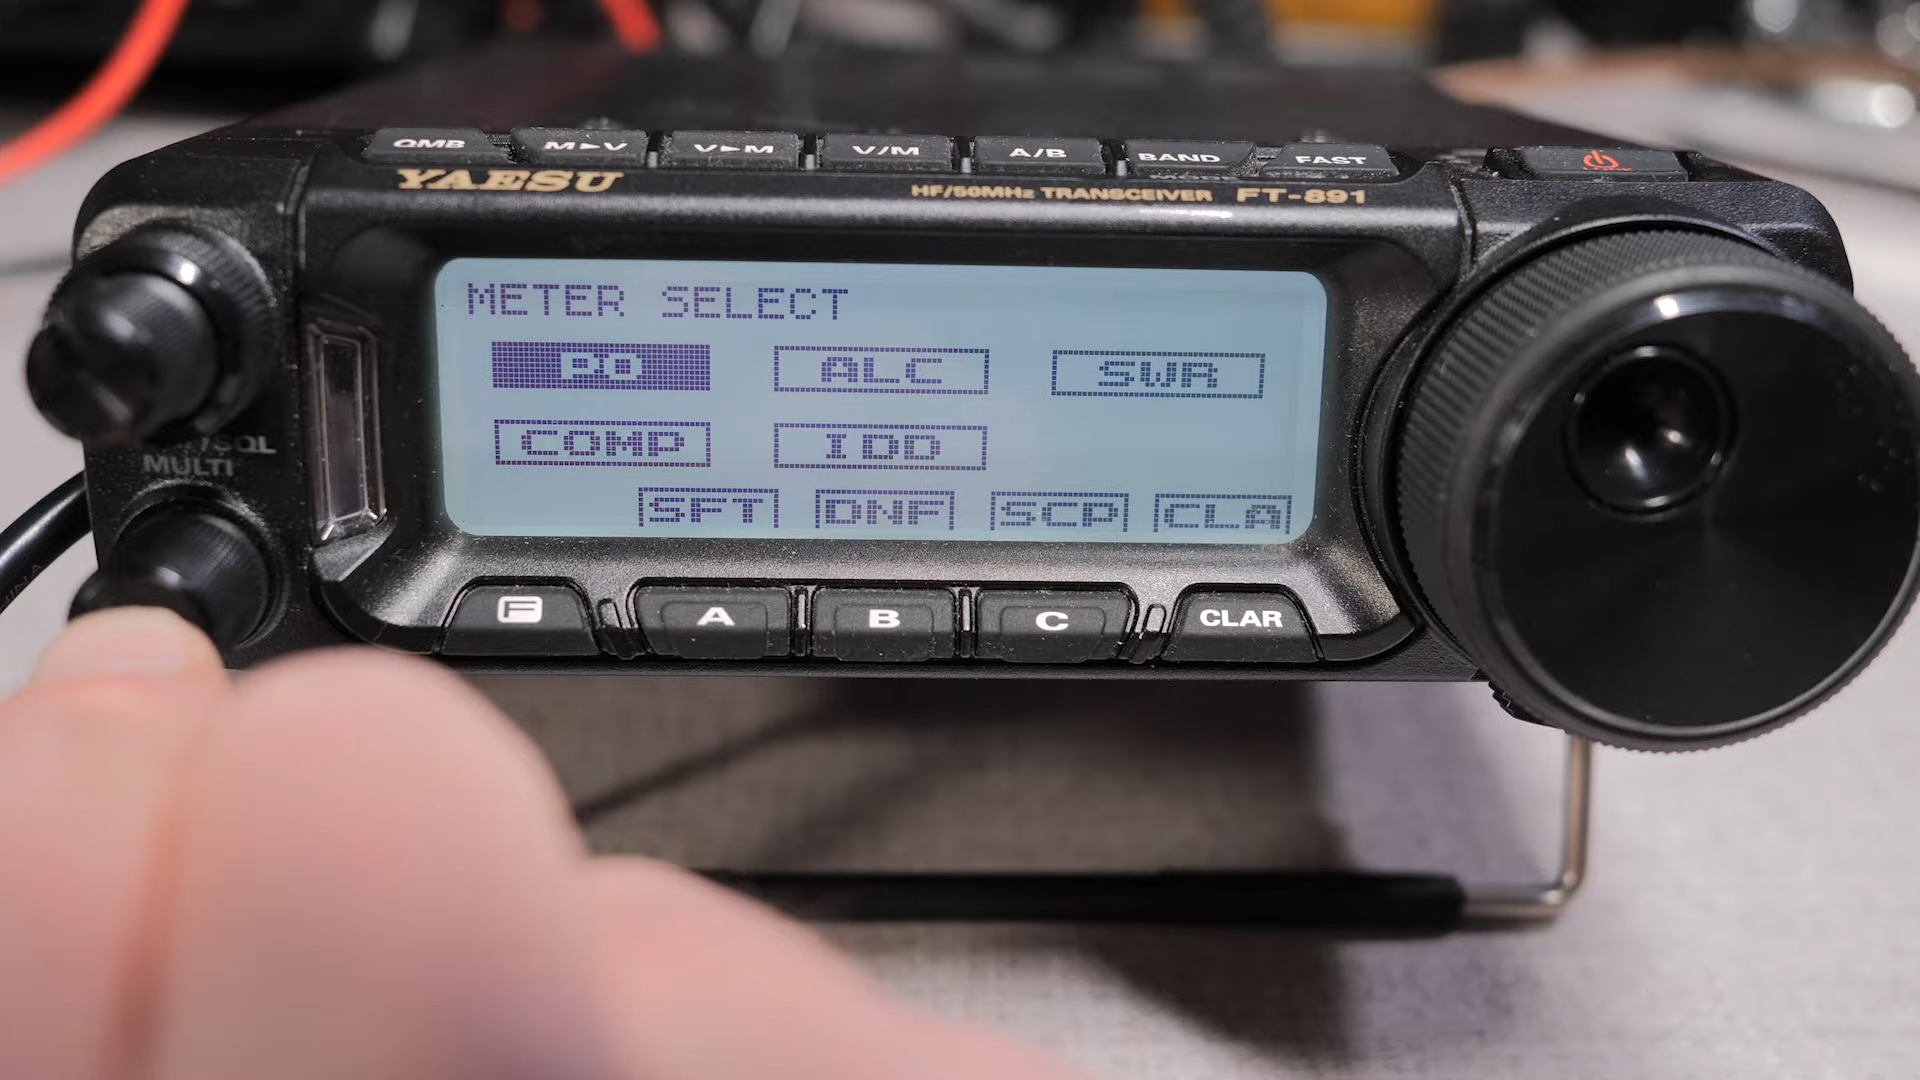 QMB M►V V►M V/M A/B BAND FAST
YAESU HF/50MHz TRANSCEIVER FT-891
METER SELECT
PO ALC SWR
COMP IDD
SFT DNF SCP CLA
/SQL
MULTI
F A B C CLAR